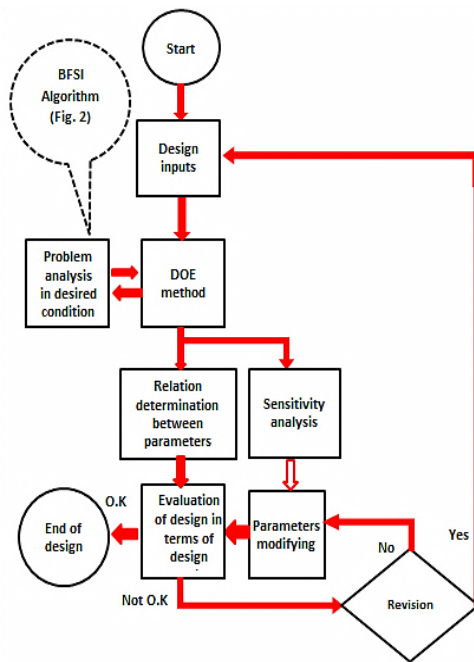 Start
BFSI
Algorithm
(Fig. 2)
Design
inputs
Problem
analysis
in desired
condition
DOE
method
Relation
determination
between
parameters
Sensitivity
analysis
O.K
End of
design
Evaluation
of design in
terms of
design
Parameters
modifying
No
Yes
Not O.K
Revision